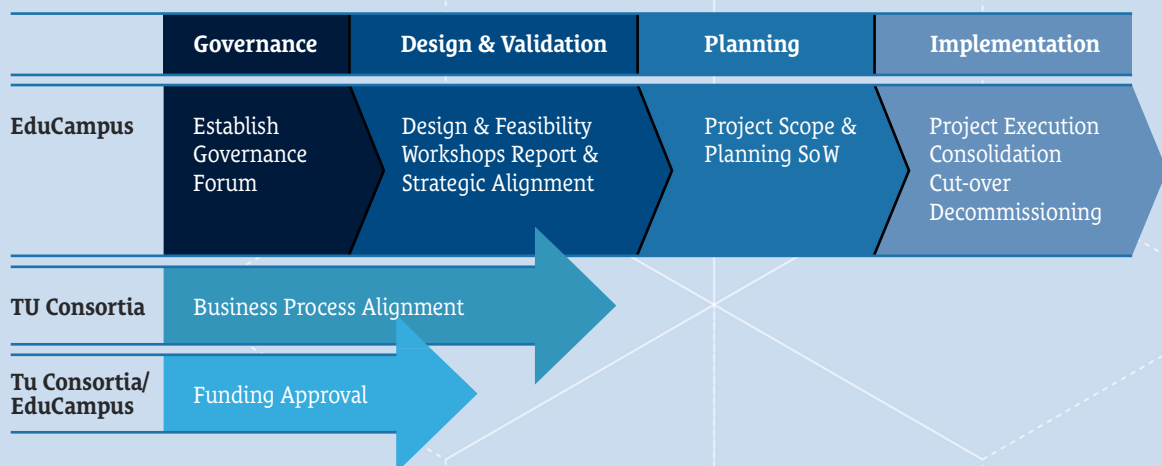 Governance
Design & Validation
Planning
Implementation
EduCampus
Establish
Governance
Forum
Design & Feasibility
Workshops Report &
Strategic Alignment
Project Scope &
Planning SoW
Project Execution
Consolidation
Cut-over
Decommissioning
TU Consortia
Business Process Alignment
Tu Consortia/
EduCampus
Funding Approval